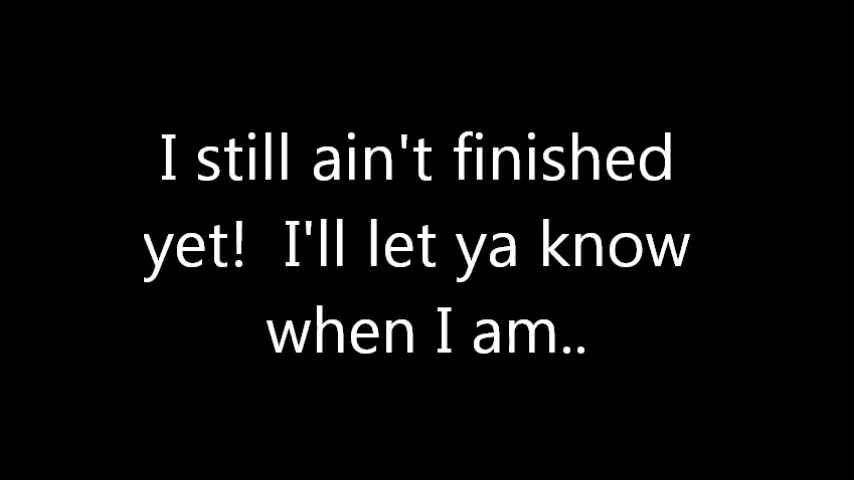 I still ain't finished
yet!  I'll let ya know
when I am..